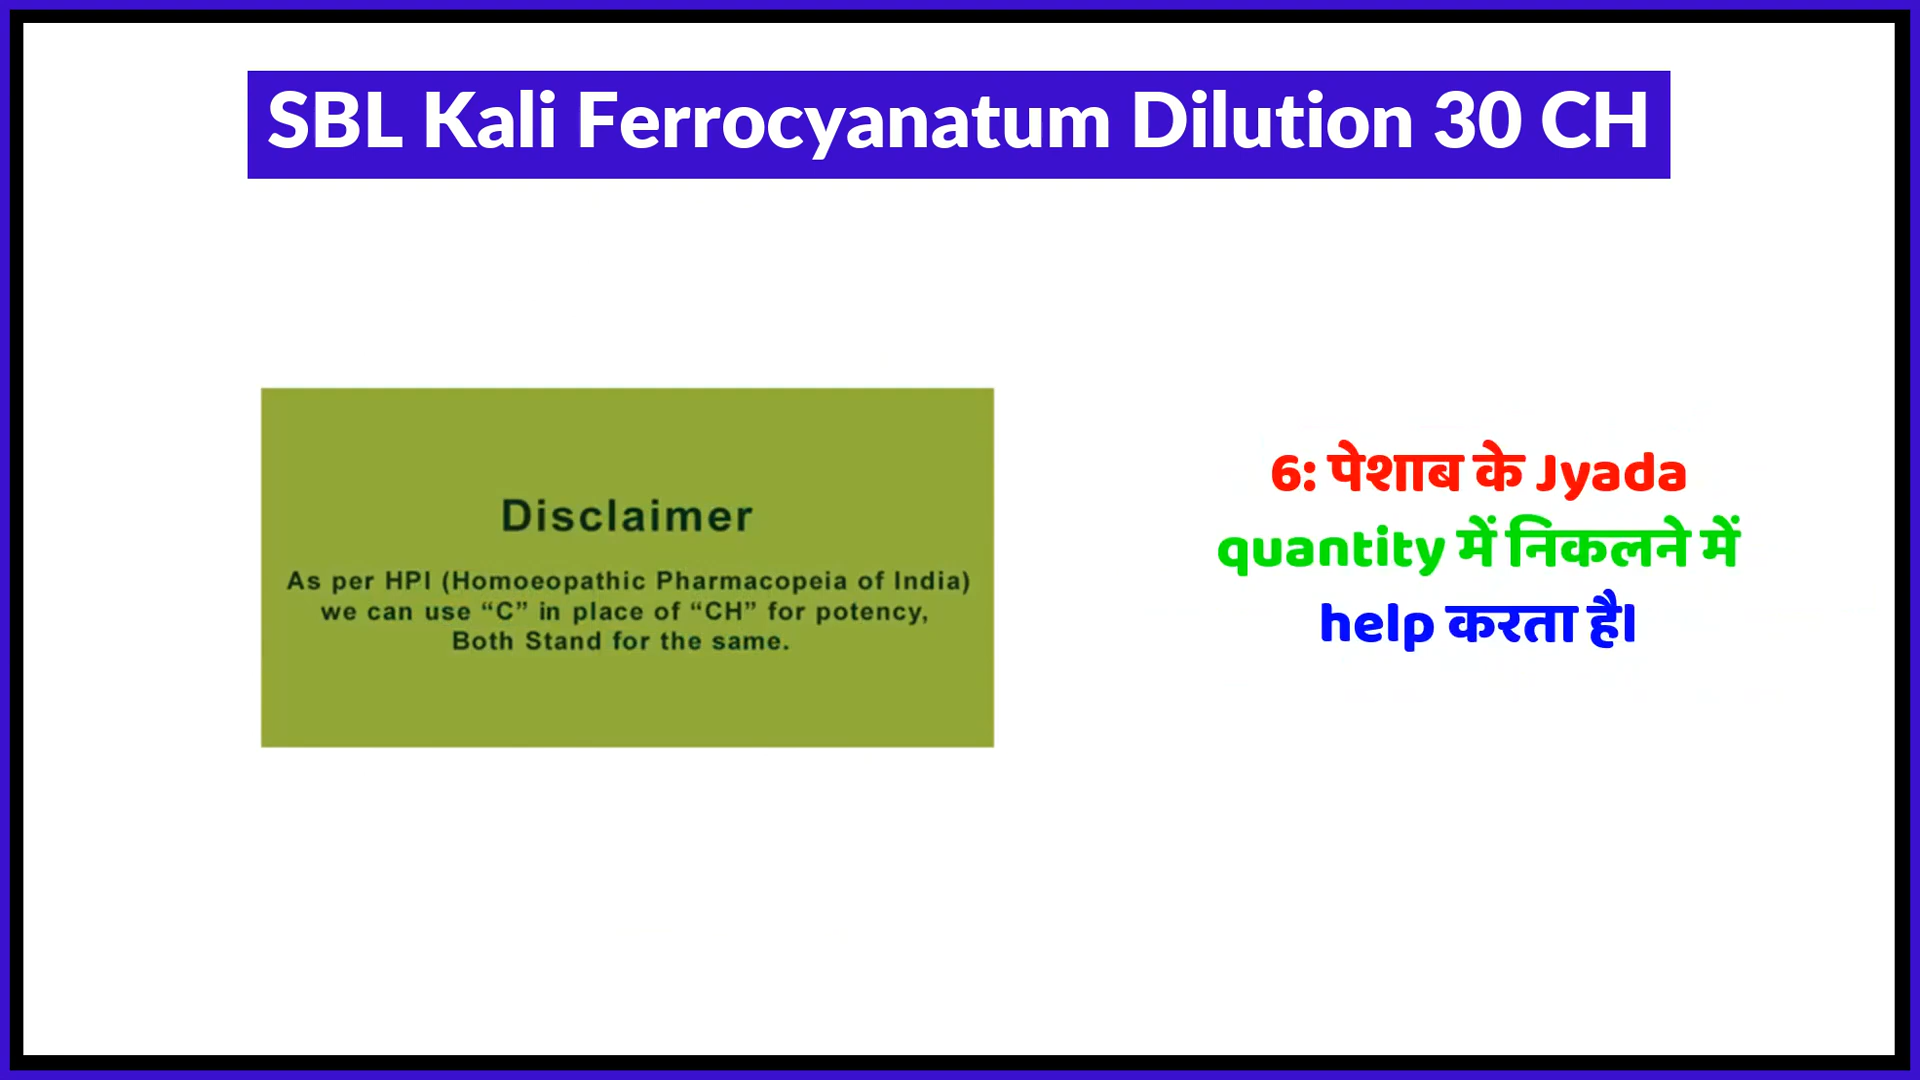 SBL Kali Ferrocyanatum Dilution 30 CH
Disclaimer
As per HPI (Homoeopathic Pharmacopeia of India)
we can use “C” in place of “CH” for potency,
Both Stand for the same.
6: पेशाब के Jyada
quantity में निकलने में
help करता है।